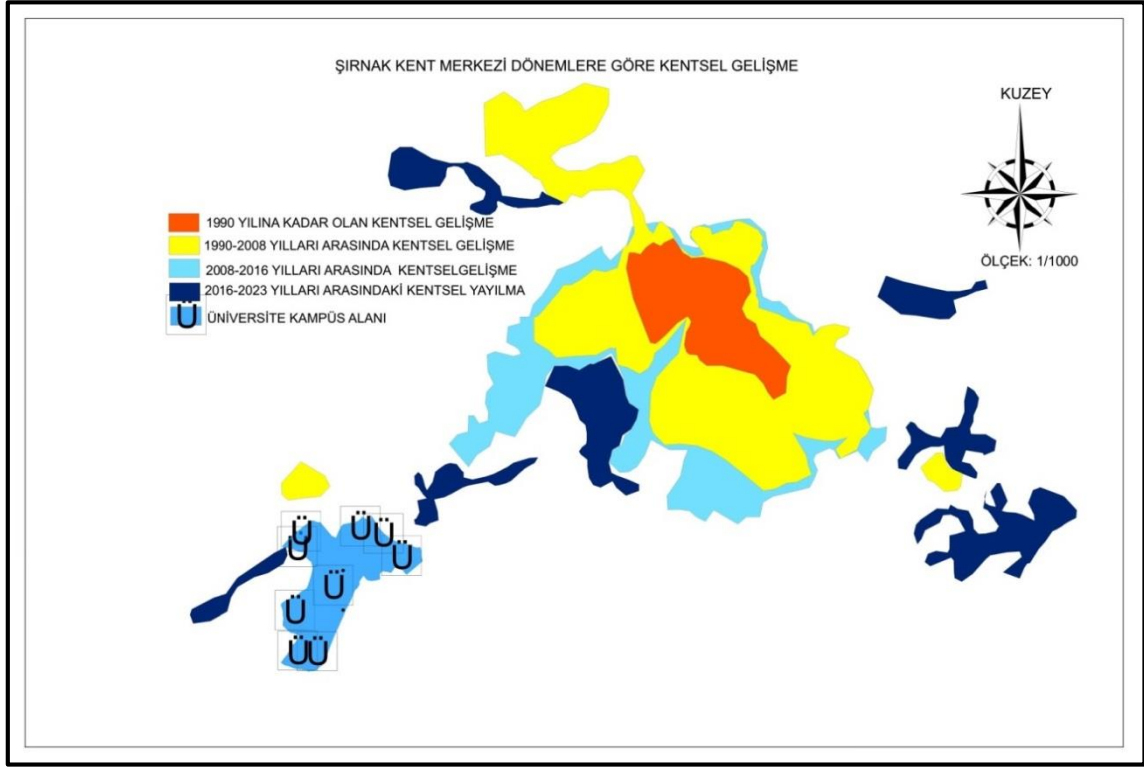 ŞIRNAK KENT MERKEZİ DÖNEMLERE GÖRE KENTSEL GELİŞME
KUZEY
1990 YILINA KADAR OLAN KENTSEL GELİŞME
1990-2008 YILLARI ARASINDA KENTSEL GELİŞME
2008-2016 YILLARI ARASINDA KENTSELGELİŞME
ÖLÇEK: 1/1000
2016-2023 YILLARI ARASINDAKİ KENTSEL YAYILMA
Ü ÜNİVERSİTE KAMPÜS ALANI
Ü Ü Ü
Ü Ü
Ü
Ü
Ü Ü